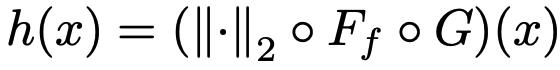 h(x) = (‖·‖₂ ∘ F_f ∘ G)(x)